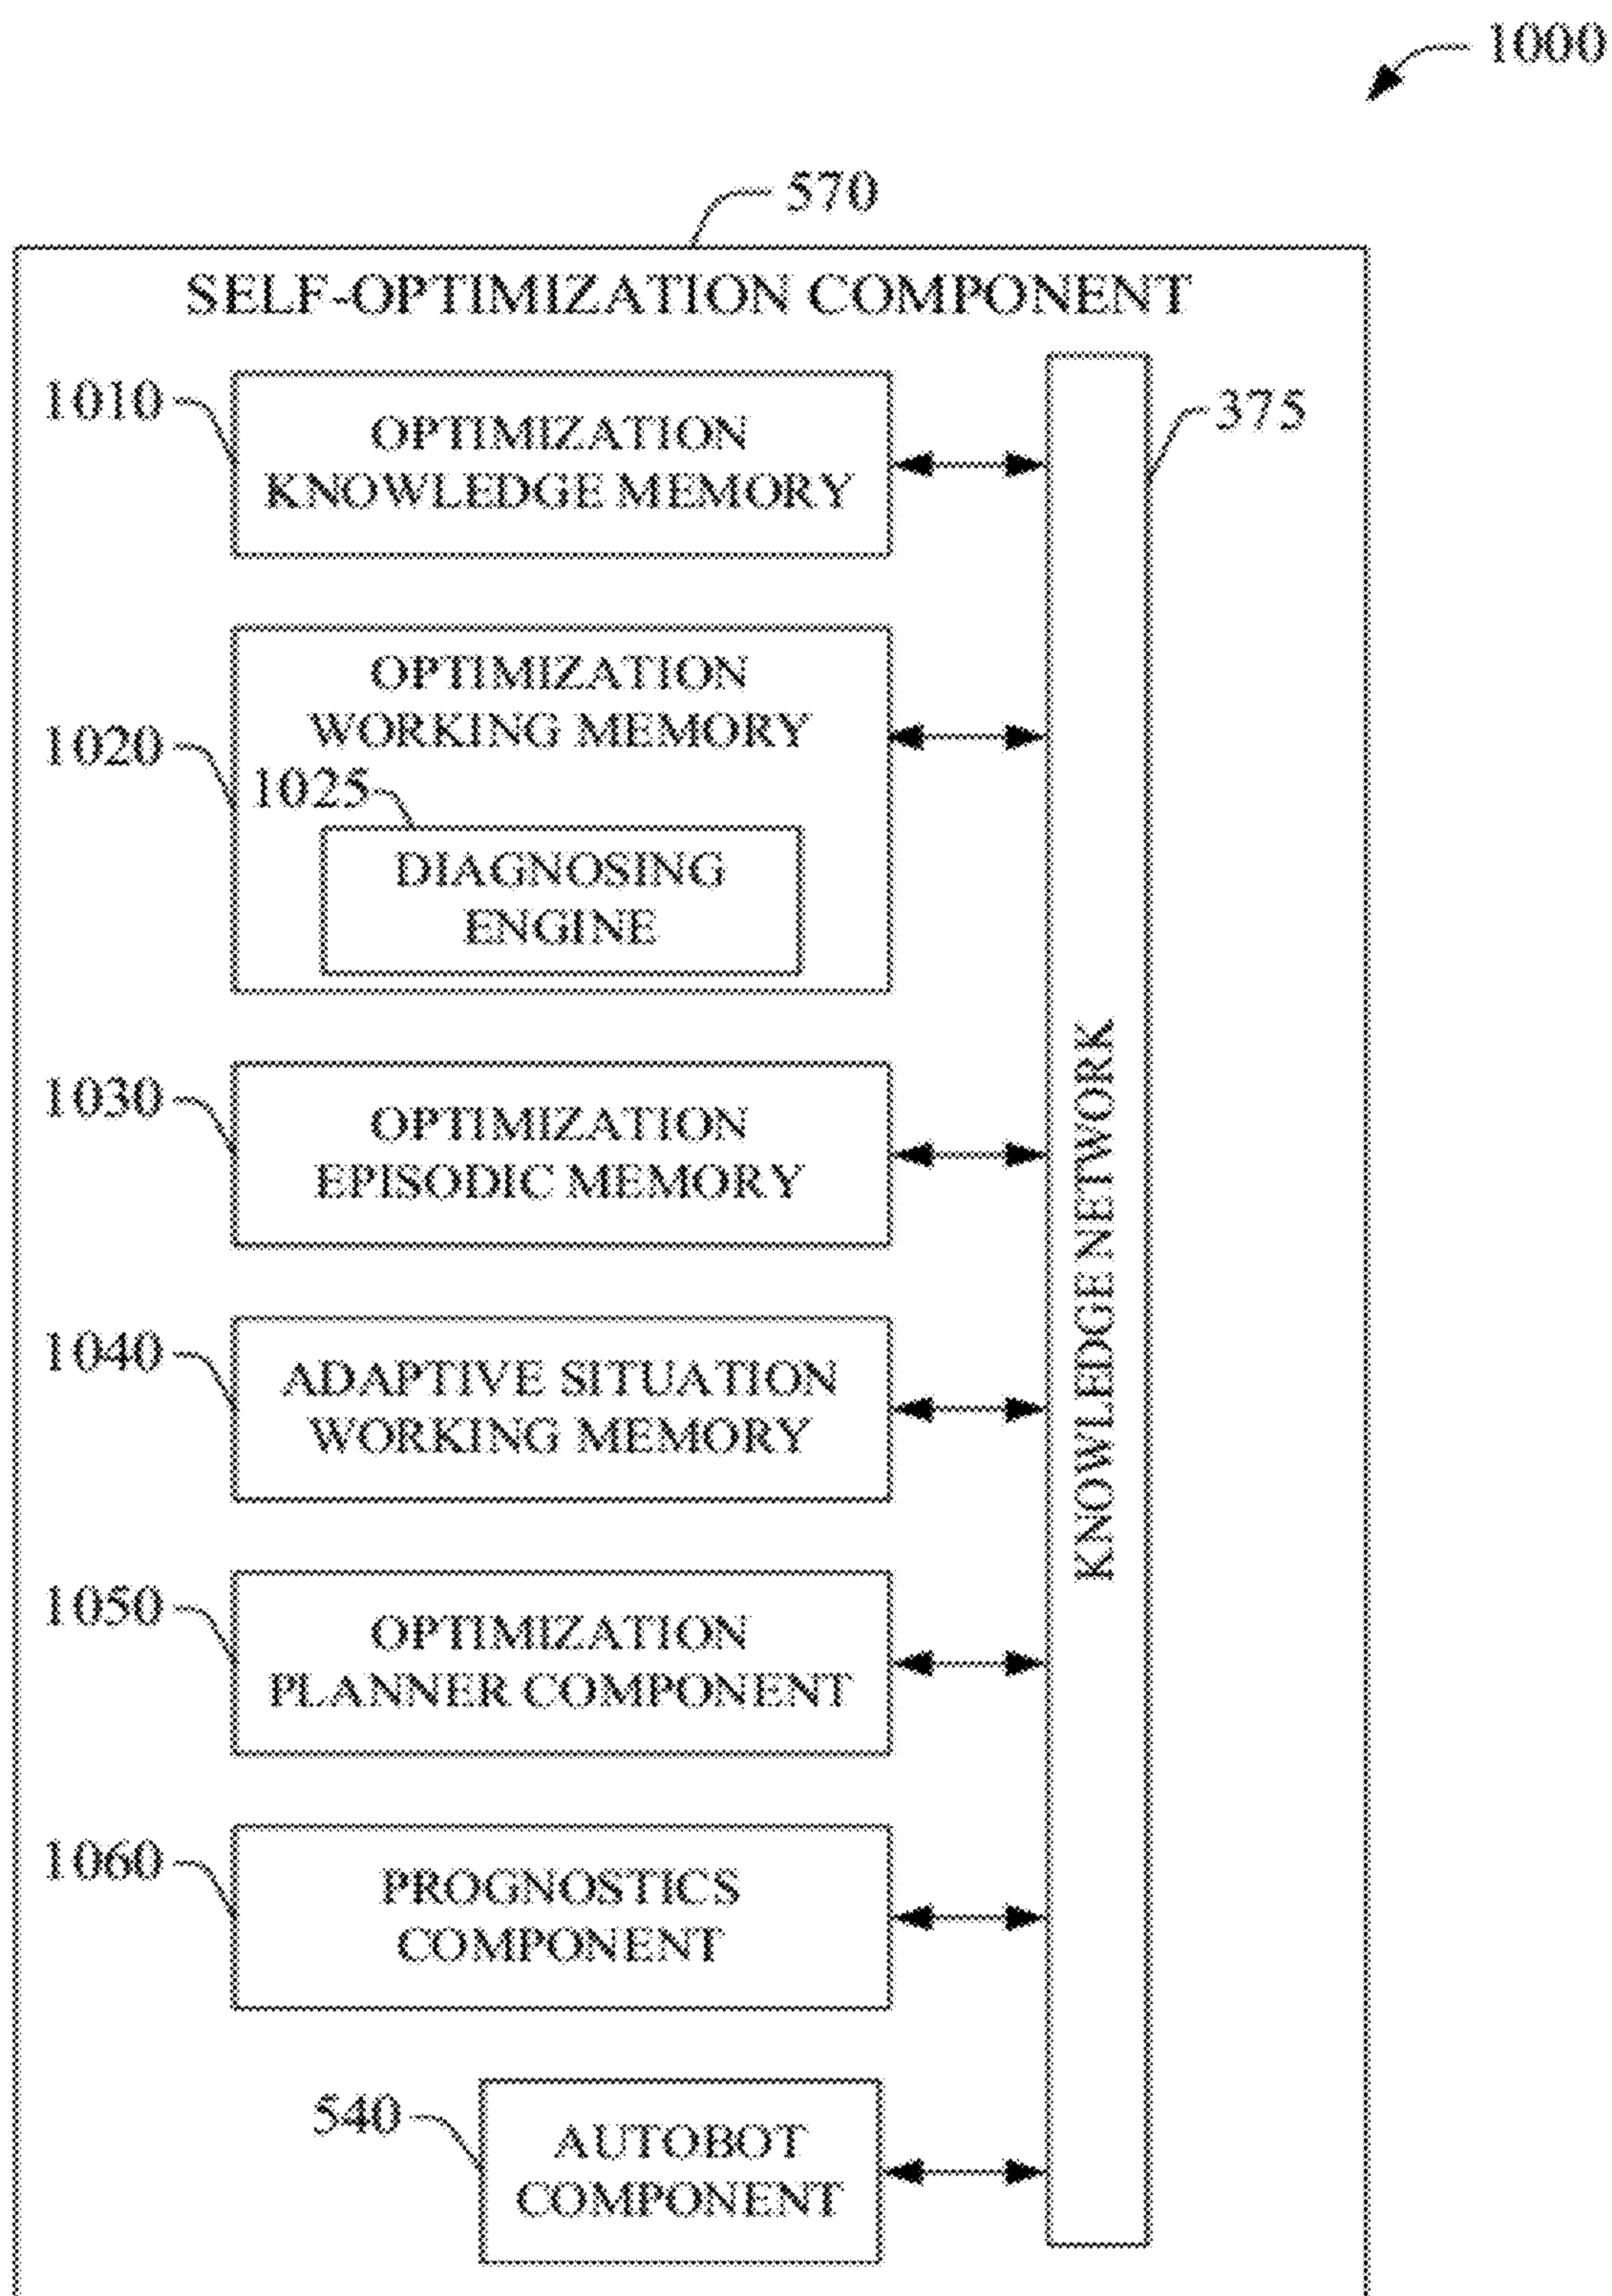 1000
570
SELF-OPTIMIZATION COMPONENT
1010
OPTIMIZATION
KNOWLEDGE MEMORY
375
1020
OPTIMIZATION
WORKING MEMORY
1025
DIAGNOSING
ENGINE
1030
OPTIMIZATION
EPISODIC MEMORY
KNOWLEDGE NETWORK
1040
ADAPTIVE SITUATION
WORKING MEMORY
1050
OPTIMIZATION
PLANNER COMPONENT
1060
PROGNOSTICS
COMPONENT
540
AUTOBOT
COMPONENT